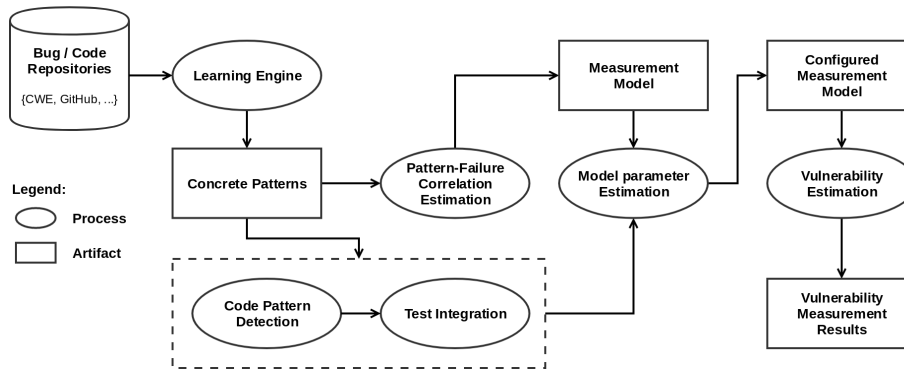 Bug / Code
Repositories
{CWE, GitHub, ...}
Learning Engine
Measurement
Model
Configured
Measurement
Model
Concrete Patterns
Pattern-Failure
Correlation
Estimation
Model parameter
Estimation
Vulnerability
Estimation
Legend:
Process
Artifact
Code Pattern
Detection
Test Integration
Vulnerability
Measurement
Results